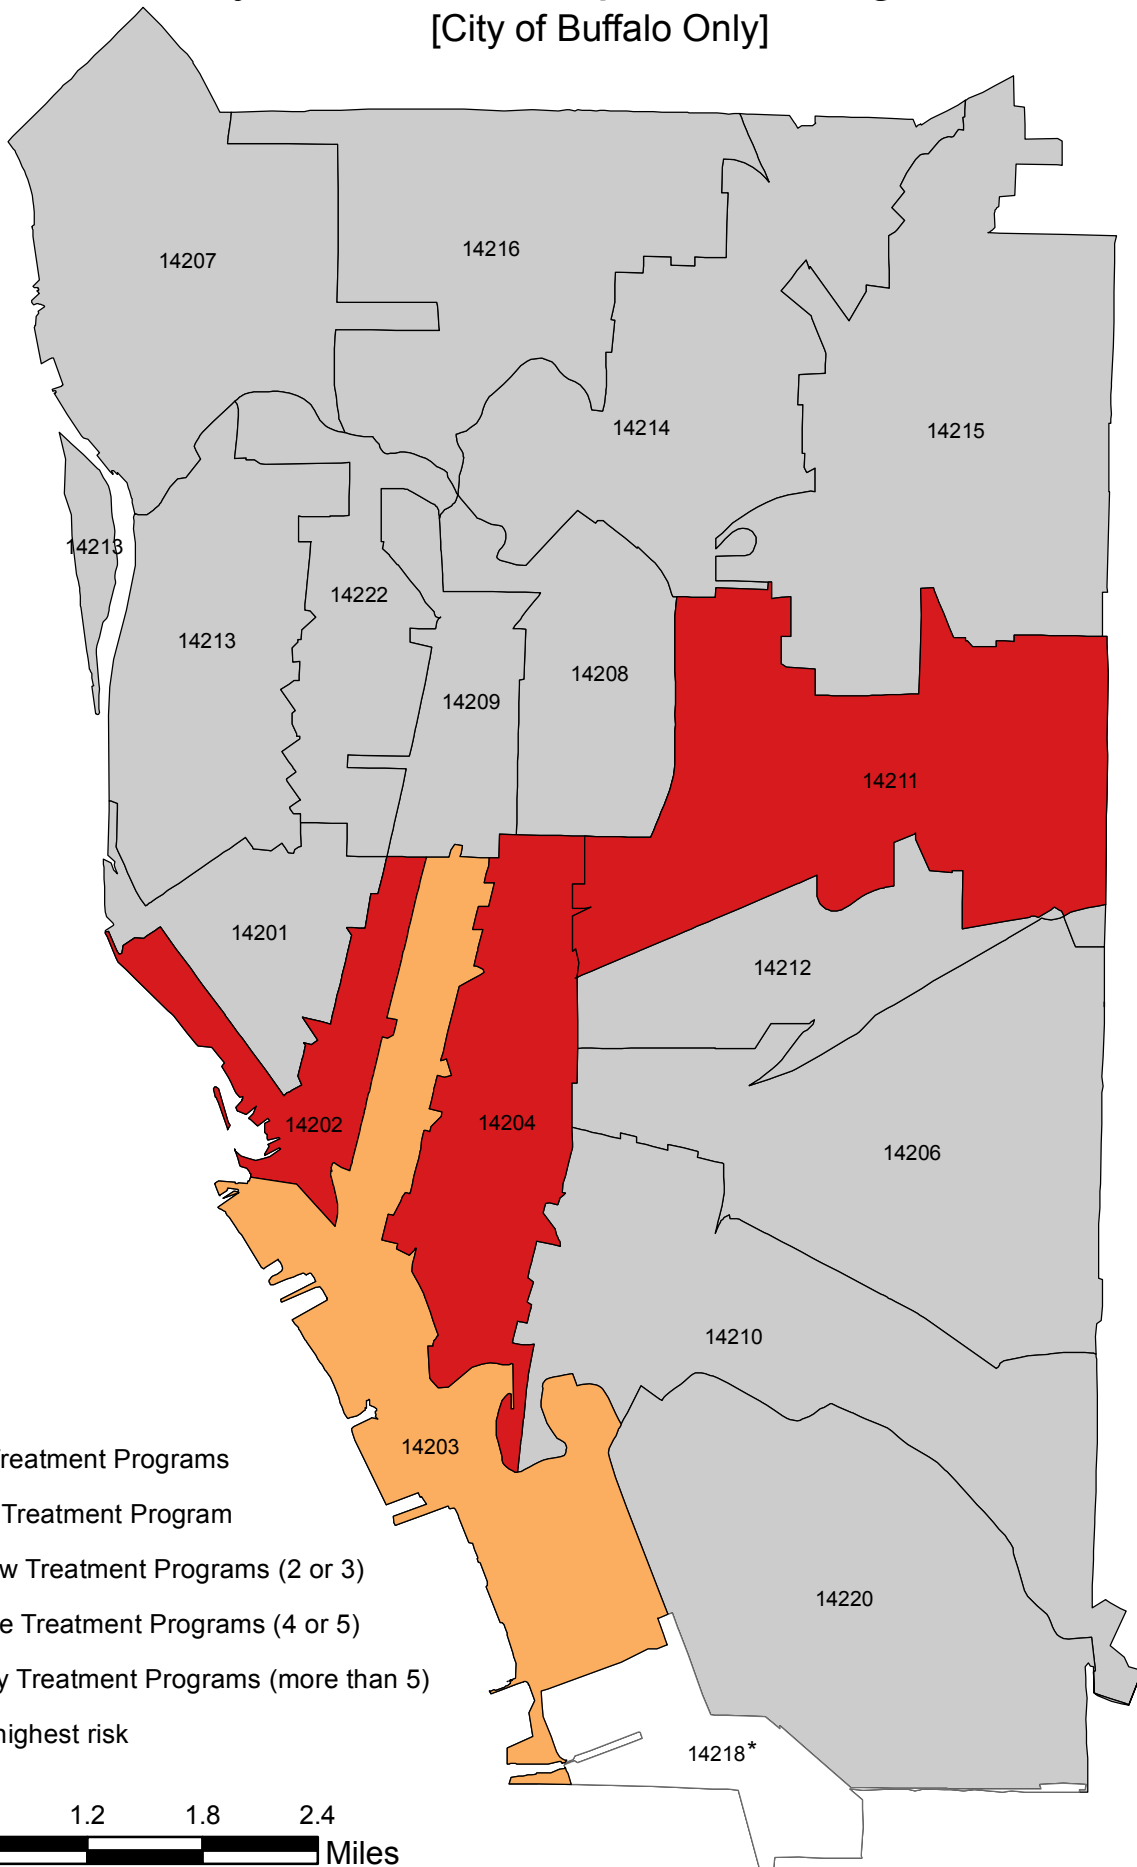 [City of Buffalo Only]
14207
14216
14214
14215
14213
14222
14213
14208
14209
14211
14201
14212
14202
14204
14206
14210
14203
Treatment Programs
Treatment Program
Treatment Programs (2 or 3)
14220
Treatment Programs (4 or 5)
Treatment Programs (more than 5)
highest risk
14218*
1.2 1.8 2.4
Miles